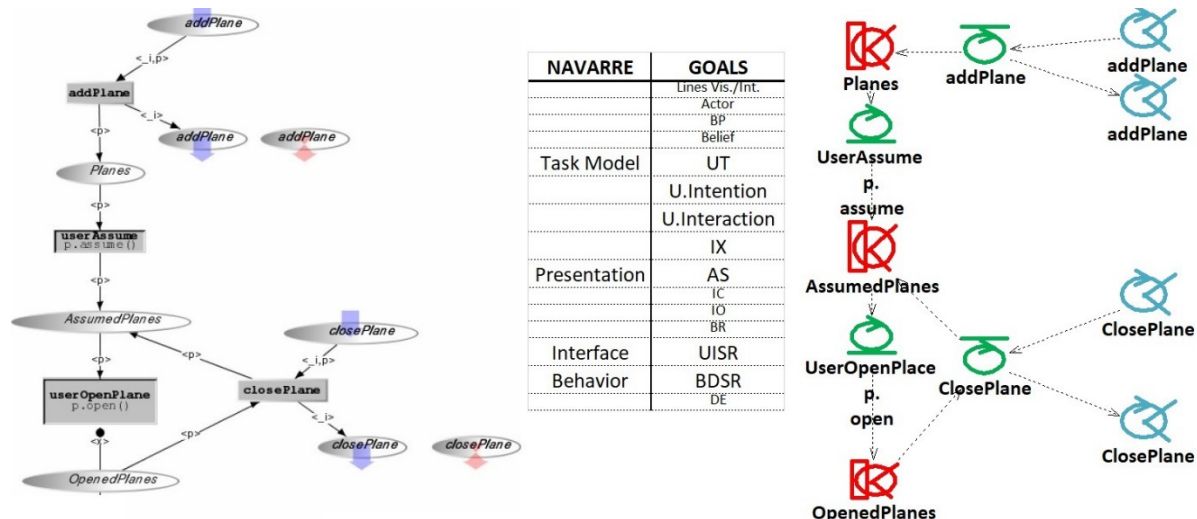 addPlane
<_i,p>
addPlane
<p>
<_i>
addPlane
addPlane
Planes
<p>
userAssume
p.assume()
<p>
AssumedPlanes
<p>
<p>
closePlane
<_i,p>
userOpenPlane
p.open()
closePlane
<p>
<_i>
closePlane
closePlane
OpenedPlanes
NAVARRE GOALS
Lines Vis./Int.
Actor
BP
Belief
Task Model UT
U.Intention
U.Interaction
IX
Presentation AS
IC
IO
BR
Interface UISR
Behavior BDSR
DE
Planes
addPlane
addPlane
addPlane
UserAssume
p.
assume
AssumedPlanes
ClosePlane
UserOpenPlace
p.
open
ClosePlane
ClosePlane
OpenedPlanes